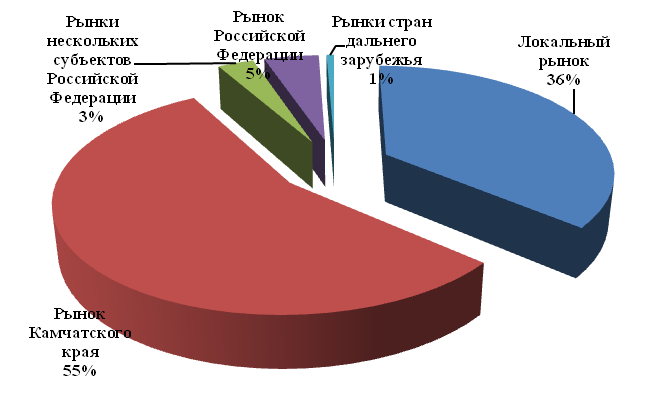 Рынки
нескольких
субъектов
Российской
Федерации
3%
Рынок
Российской
Федерации
5%
Рынки стран
дальнего
зарубежья
1%
Локальный
рынок
36%
Рынок
Камчатского
края
55%